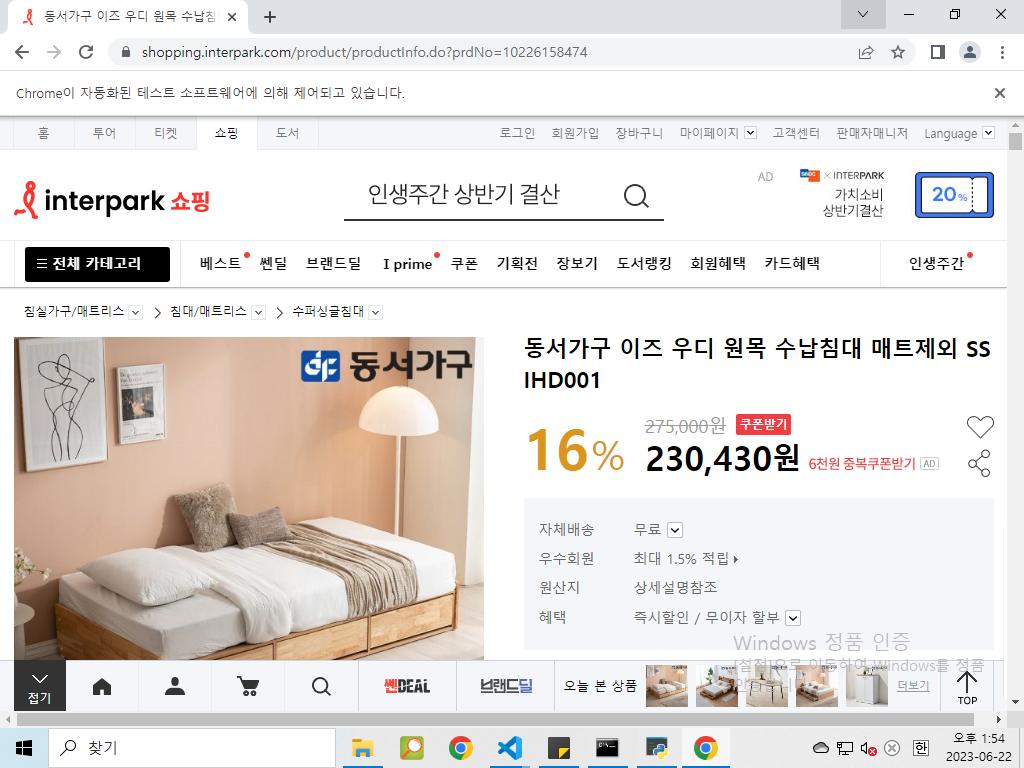 동서가구 이즈 우디 원목 수납침
shopping.interpark.com/product/productInfo.do?prdNo=10226158474
Chrome이 자동화된 테스트 소프트웨어에 의해 제어되고 있습니다.
홈 투어 티켓 쇼핑 도서 로그인 회원가입 장바구니 마이페이지 고객센터 판매자매니저 Language
interpark 쇼핑
인생주간 상반기 결산
AD
× INTERPARK
가치소비
상반기결산
20%
전체 카테고리 베스트 쎈딜 브랜드딜 I prime 쿠폰 기획전 장보기 도서랭킹 회원혜택 카드혜택 인생주간
침실가구/매트리스 침대/매트리스 수퍼싱글침대
동서가구
동서가구 이즈 우디 원목 수납침대 매트제외 SS
IHD001
16%
275,000원 쿠폰받기
230,430원 6천원 중복쿠폰받기 AD
자체배송 무료
우수회원 최대 1.5% 적립
원산지 상세설명참조
혜택 즉시할인 / 무이자 할부
Windows 정품 인증
[설정]으로 이동하여 Windows를 정품
접기
쎈DEAL
브랜드딜
오늘 본 상품
더보기
TOP
찾기
한
오후 1:54
2023-06-22